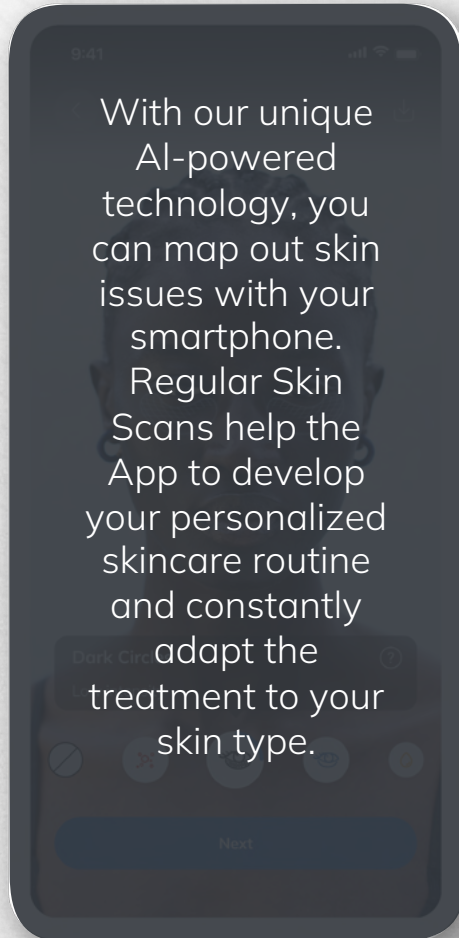 9:41
With our unique
AI-powered
technology, you
can map out skin
issues with your
smartphone.
Regular Skin
Scans help the
App to develop
your personalized
skincare routine
and constantly
adapt the
treatment to your
skin type.
Dark
Next